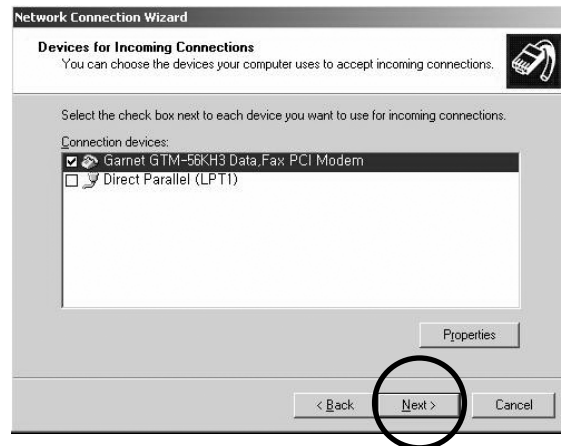 Network Connection Wizard
Devices for Incoming Connections
You can choose the devices your computer uses to accept incoming connections.
Select the check box next to each device you want to use for incoming connections.
Connection devices:
Garnet GTM-56KH3 Data,Fax PCI Modem
Direct Parallel (LPT1)
Properties
< Back Next > Cancel